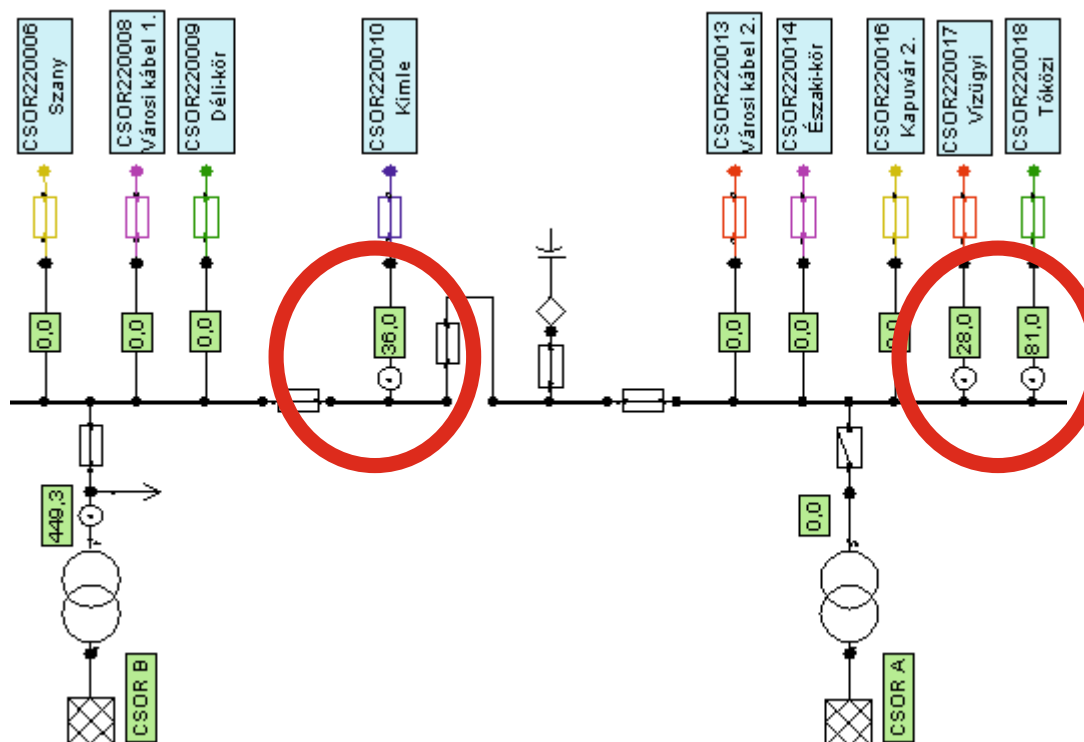 CSOR220006
Szany
CSOR220008
Városi kábel 1.
CSOR220009
Déli-kör
CSOR220010
Kimle
CSOR220013
Városi kábel 2.
CSOR220014
Északi-kör
CSOR220016
Kapuvár 2.
CSOR220017
Vízügyi
CSOR220018
Tóközi
0,0
0,0
0,0
36,0
0,0
0,0
0,0
28,0
81,0
449,3
0,0
CSOR B
CSOR A